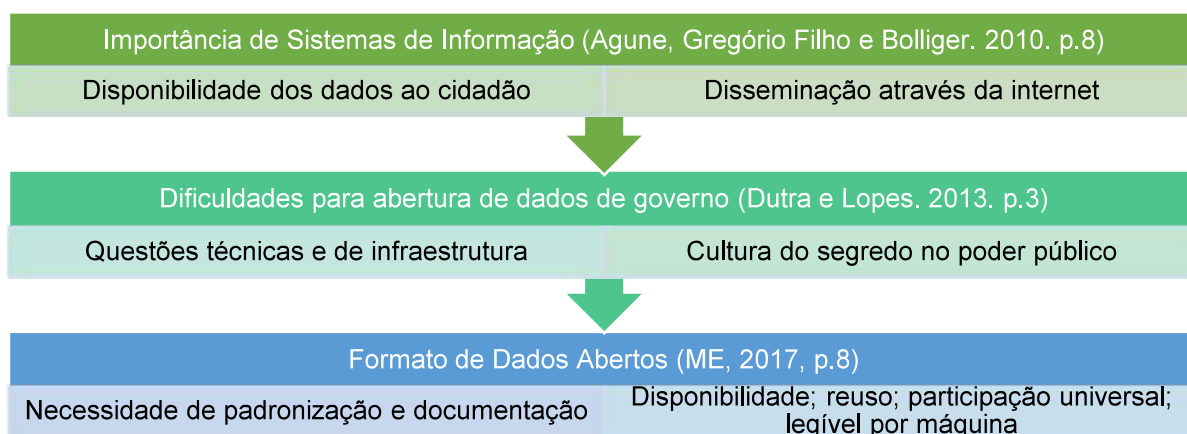 Importância de Sistemas de Informação (Agune, Gregório Filho e Bolliger. 2010. p.8)
Disponibilidade dos dados ao cidadão
Disseminação através da internet
Dificuldades para abertura de dados de governo (Dutra e Lopes. 2013. p.3)
Questões técnicas e de infraestrutura
Cultura do segredo no poder público
Formato de Dados Abertos (ME, 2017, p.8)
Necessidade de padronização e documentação
Disponibilidade; reuso; participação universal;
legível por máquina